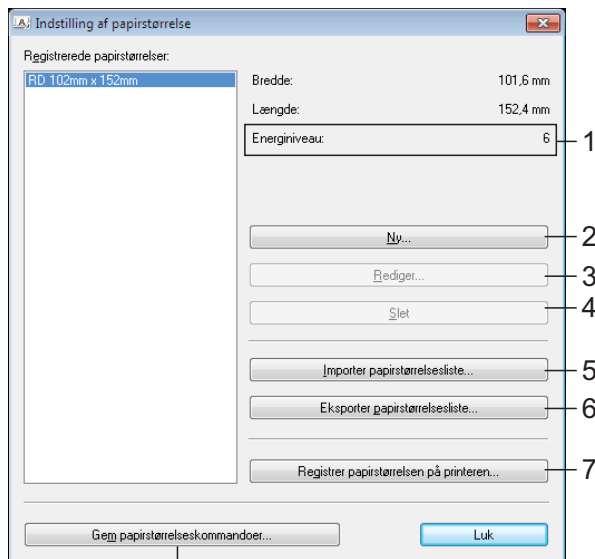 Indstilling af papirstørrelse
Registrerede papirstørrelser:
RD 102mm x 152mm
Bredde: 101,6 mm
Længde: 152,4 mm
Energiniveau: 6
1
Ny...
2
Rediger...
3
Slet
4
Importer papirstørrelsesliste...
5
Eksporter papirstørrelsesliste...
6
Registrer papirstørrelsen på printeren...
7
Gem papirstørrelseskommandoer...
Luk